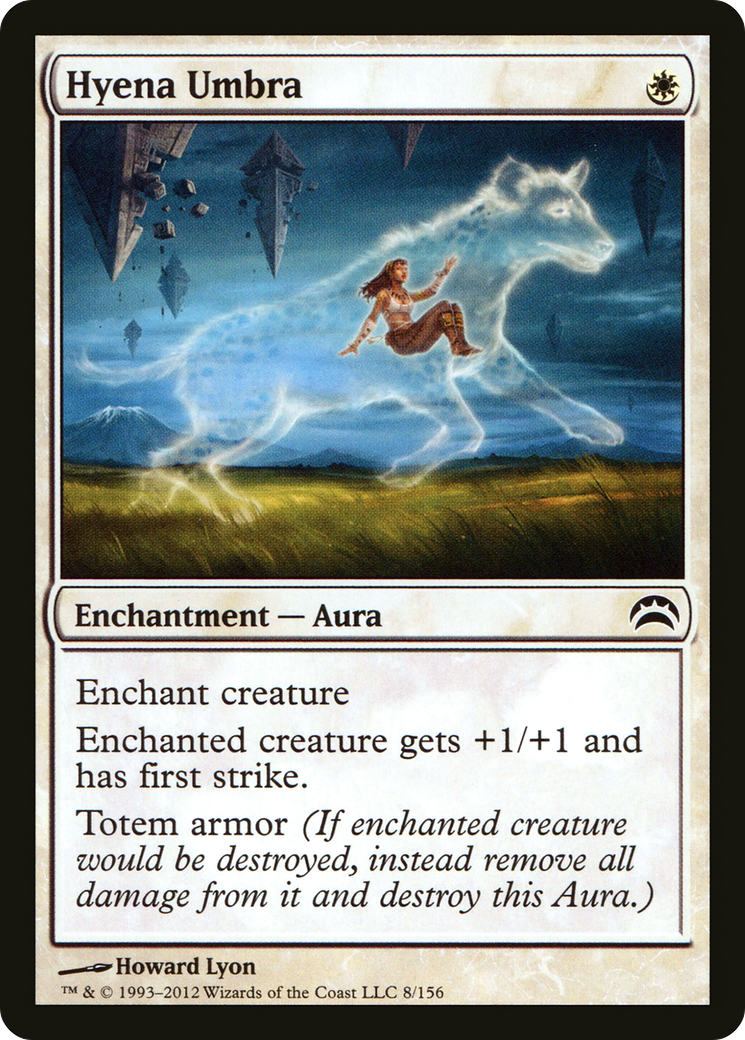 Hyena Umbra
Enchantment — Aura
Enchant creature
Enchanted creature gets +1/+1 and
has first strike.
Totem armor (If enchanted creature
would be destroyed, instead remove all
damage from it and destroy this Aura.)
Howard Lyon
™ & © 1993–2012 Wizards of the Coast LLC 8/156